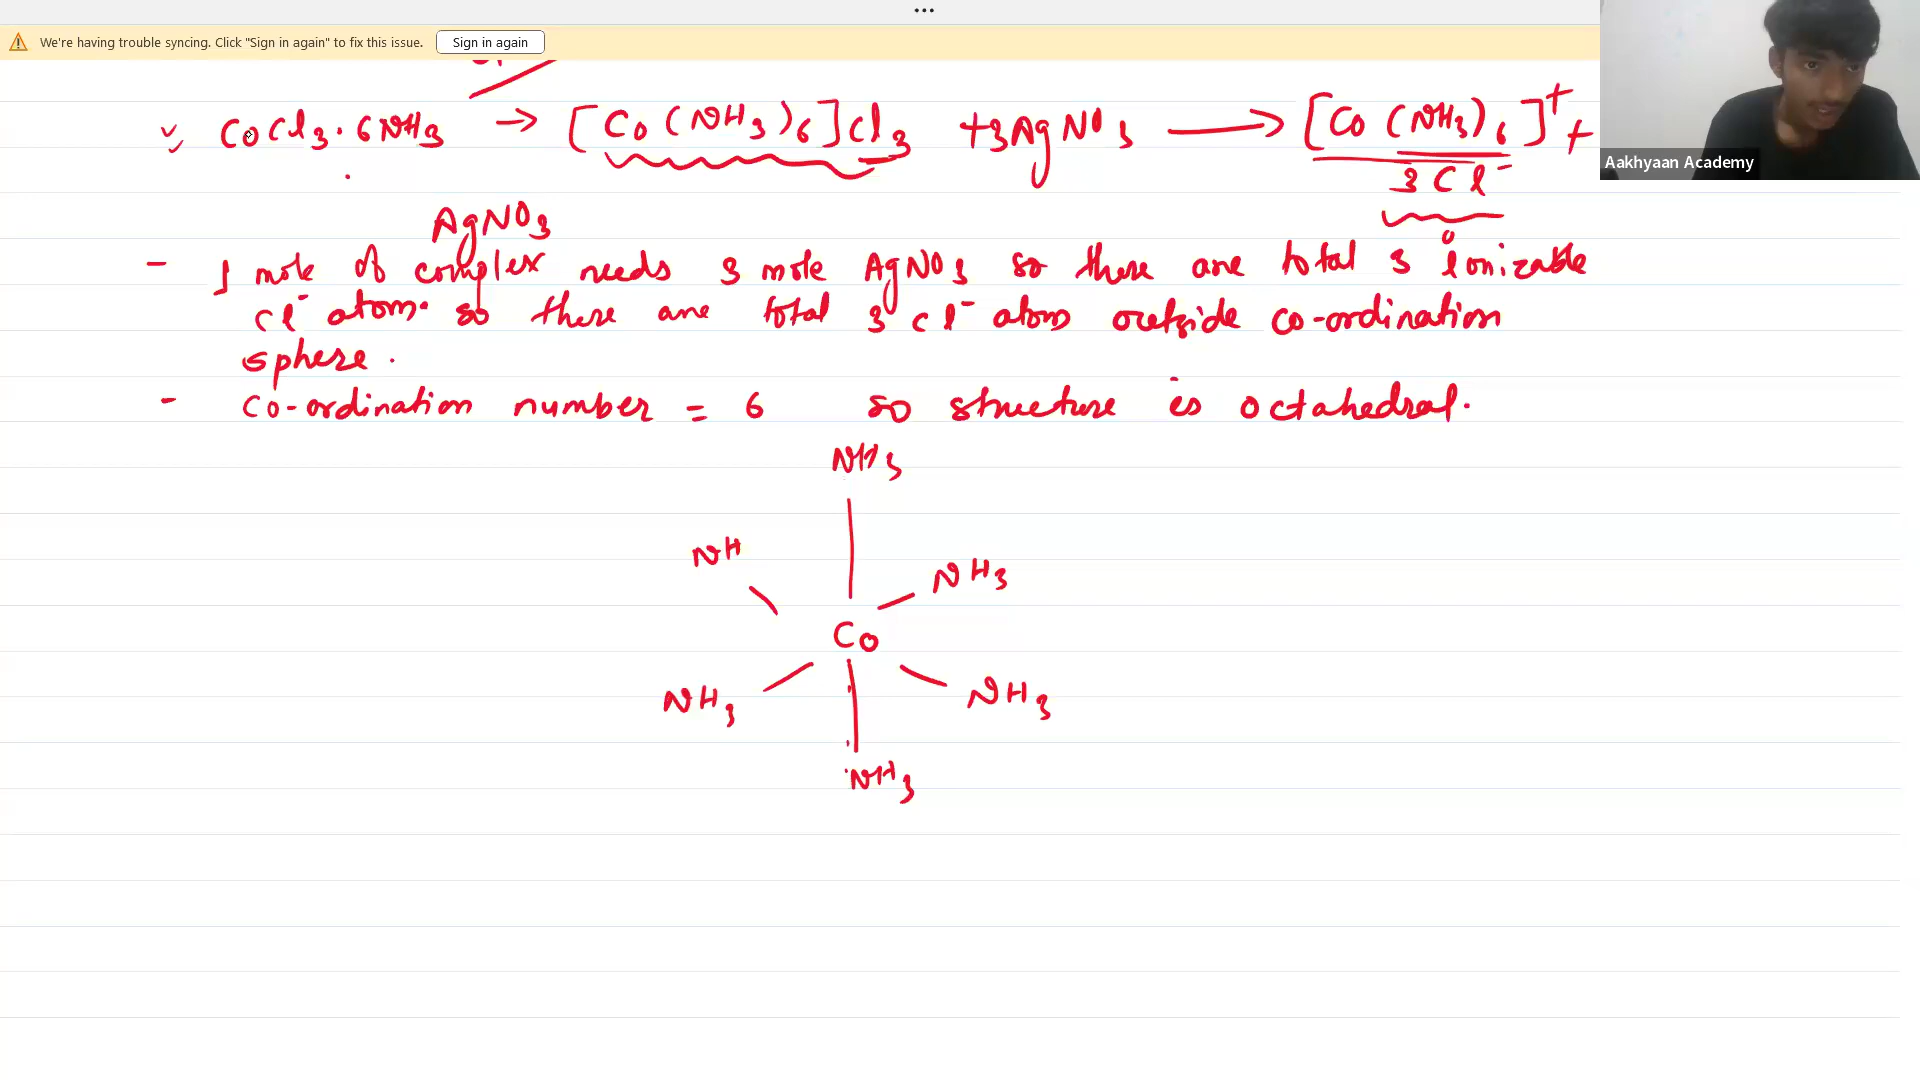 ...
We're having trouble syncing. Click "Sign in again" to fix this issue. Sign in again
CoCl3·6NH3 → [Co(NH3)6]Cl3 +3AgNO3 → [Co(NH3)6]+ +
3Cl-
Aakhyaan Academy
AgNO3
- 1 mole of complex needs 3 mole AgNO3 so there are total 3 ionizable
Cl- atom. so there are total 3 Cl- atom outside co-ordination
sphere.
- co-ordination number = 6 so structure is octahedral.
NH3
NH
NH3
Co
NH3
NH3
NH3